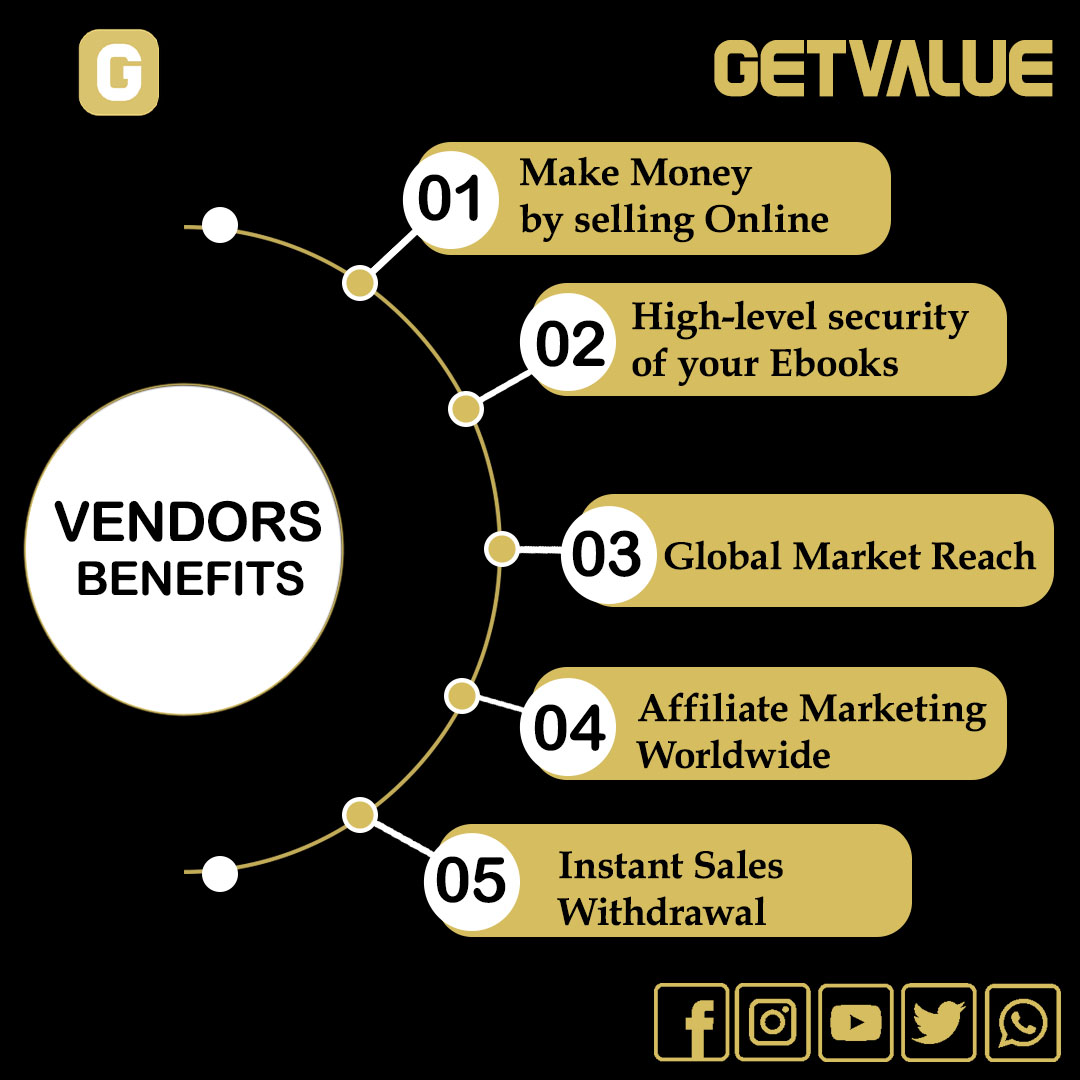 G
GETVALUE
01
Make Money
by selling Online
02
High-level security
of your Ebooks
VENDORS
BENEFITS
03
Global Market Reach
04
Affiliate Marketing
Worldwide
05
Instant Sales
Withdrawal